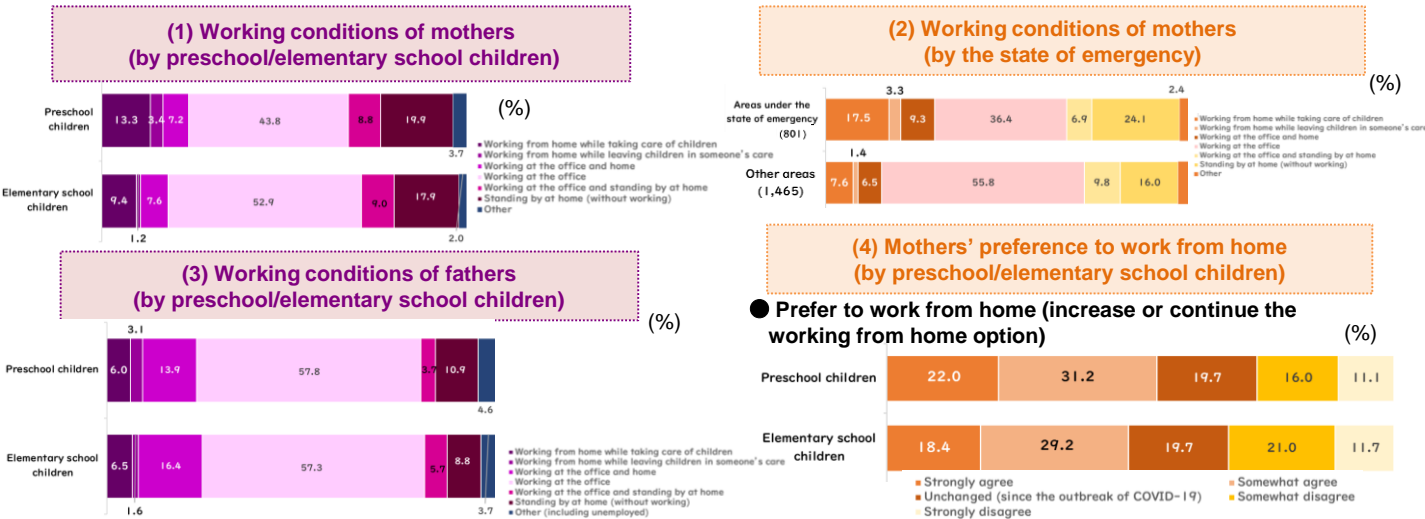 (1) Working conditions of mothers
(by preschool/elementary school children)
(%)
Preschool
children
13.3 3.4 7.2 43.8 8.8 19.9
3.7
Elementary school
children
9.4 7.6 52.9 9.0 17.9
1.2
2.0
Working from home while taking care of children
Working from home while leaving children in someone's care
Working at the office and home
Working at the office
Working at the office and standing by at home
Standing by at home (without working)
Other
(2) Working conditions of mothers
(by the state of emergency)
(%)
3.3
2.4
Areas under the
state of emergency
(801)
17.5 9.3 36.4 6.9 24.1
1.4
Other areas
(1,465)
7.6 6.5 55.8 9.8 16.0
Working from home while taking care of children
Working from home while leaving children in someone's care
Working at the office and home
Working at the office
Working at the office and standing by at home
Standing by at home (without working)
Other
(3) Working conditions of fathers
(by preschool/elementary school children)
(%)
3.1
Preschool children
6.0 13.9 57.8 3.7 10.9
4.6
Elementary school
children
6.5 16.4 57.3 5.7 8.8
1.6
3.7
Working from home while taking care of children
Working from home while leaving children in someone's care
Working at the office and home
Working at the office
Working at the office and standing by at home
Standing by at home (without working)
Other (including unemployed)
(4) Mothers' preference to work from home
(by preschool/elementary school children)
● Prefer to work from home (increase or continue the
working from home option)
(%)
Preschool children
22.0 31.2 19.7 16.0 11.1
Elementary school
children
18.4 29.2 19.7 21.0 11.7
Strongly agree
Somewhat agree
Unchanged (since the outbreak of COVID-19)
Somewhat disagree
Strongly disagree